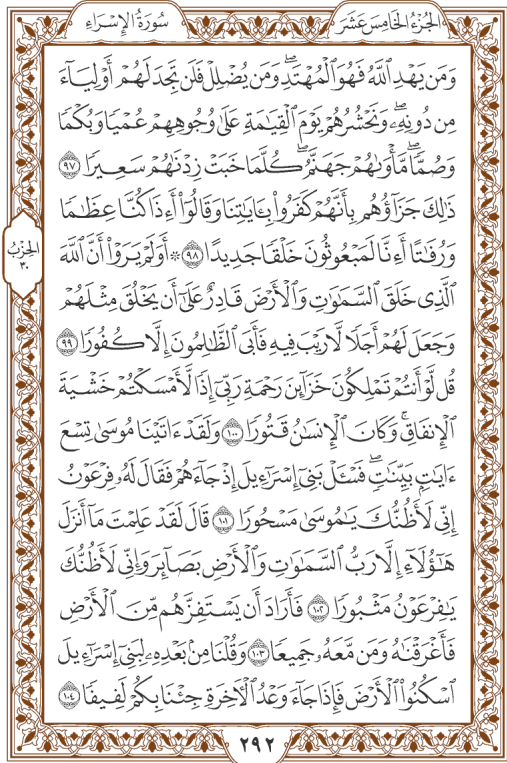 الجزء الخامس عشر
سورة الإسراء
وَمَن يَهْدِ ٱللَّهُ فَهُوَ ٱلْمُهْتَدِ ۖ وَمَن يُضْلِلْ فَلَن تَجِدَ لَهُمْ أَوْلِيَآءَ
مِن دُونِهِۦ ۖ وَنَحْشُرُهُمْ يَوْمَ ٱلْقِيَٰمَةِ عَلَىٰ وُجُوهِهِمْ عُمْيًا وَبُكْمًا
وَصُمًّا ۖ مَّأْوَىٰهُمْ جَهَنَّمُ ۖ كُلَّمَا خَبَتْ زِدْنَٰهُمْ سَعِيرًا ٩٧
ذَٰلِكَ جَزَآؤُهُم بِأَنَّهُمْ كَفَرُوا۟ بِـَٔايَٰتِنَا وَقَالُوٓا۟ أَءِذَا كُنَّا عِظَٰمًا
وَرُفَٰتًا أَءِنَّا لَمَبْعُوثُونَ خَلْقًا جَدِيدًا ٩٨ ۞ أَوَلَمْ يَرَوْا۟ أَنَّ ٱللَّهَ
الحزب
٣٠
ٱلَّذِى خَلَقَ ٱلسَّمَٰوَٰتِ وَٱلْأَرْضَ قَادِرٌ عَلَىٰٓ أَن يَخْلُقَ مِثْلَهُمْ
وَجَعَلَ لَهُمْ أَجَلًا لَّا رَيْبَ فِيهِ فَأَبَى ٱلظَّٰلِمُونَ إِلَّا كُفُورًا ٩٩
قُل لَّوْ أَنتُمْ تَمْلِكُونَ خَزَآئِنَ رَحْمَةِ رَبِّىٓ إِذًا لَّأَمْسَكْتُمْ خَشْيَةَ
ٱلْإِنفَاقِ ۚ وَكَانَ ٱلْإِنسَٰنُ قَتُورًا ١٠٠ وَلَقَدْ ءَاتَيْنَا مُوسَىٰ تِسْعَ
ءَايَٰتٍۭ بَيِّنَٰتٍ ۖ فَسْـَٔلْ بَنِىٓ إِسْرَٰٓءِيلَ إِذْ جَآءَهُمْ فَقَالَ لَهُۥ فِرْعَوْنُ
إِنِّى لَأَظُنُّكَ يَٰمُوسَىٰ مَسْحُورًا ١٠١ قَالَ لَقَدْ عَلِمْتَ مَآ أَنزَلَ
هَٰٓؤُلَآءِ إِلَّا رَبُّ ٱلسَّمَٰوَٰتِ وَٱلْأَرْضِ بَصَآئِرَ وَإِنِّى لَأَظُنُّكَ
يَٰفِرْعَوْنُ مَثْبُورًا ١٠٢ فَأَرَادَ أَن يَسْتَفِزَّهُم مِّنَ ٱلْأَرْضِ
فَأَغْرَقْنَٰهُ وَمَن مَّعَهُۥ جَمِيعًا ١٠٣ وَقُلْنَا مِنۢ بَعْدِهِۦ لِبَنِىٓ إِسْرَٰٓءِيلَ
ٱسْكُنُوا۟ ٱلْأَرْضَ فَإِذَا جَآءَ وَعْدُ ٱلْءَاخِرَةِ جِئْنَا بِكُمْ لَفِيفًا ١٠٤
٢٩٢